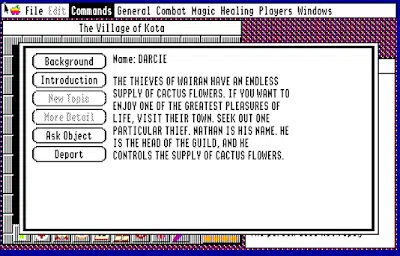 File Edit Commands General Combat Magic Healing Players Windows
The Village of Kota
Background
Name: DARCIE
Introduction
THE THIEVES OF WAIRAN HAVE AN ENDLESS
New Topic
SUPPLY OF CACTUS FLOWERS. IF YOU WANT TO
ENJOY ONE OF THE GREATEST PLEASURES OF
More Detail
LIFE, VISIT THEIR TOWN. SEEK OUT ONE
Ask Object
PARTICULAR THIEF. NATHAN IS HIS NAME. HE
IS THE HEAD OF THE GUILD, AND HE
Depart
CONTROLS THE SUPPLY OF CACTUS FLOWERS.